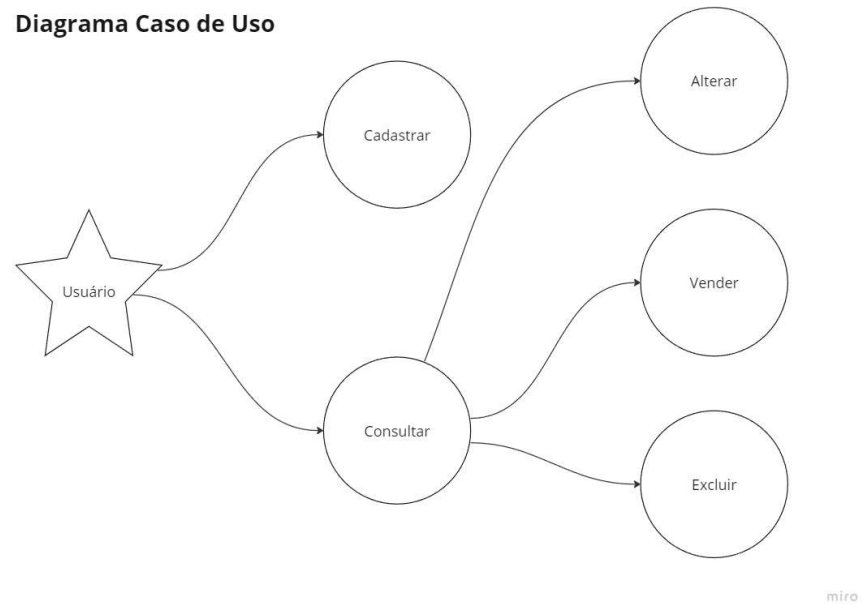 Diagrama Caso de Uso
Usuário
Cadastrar
Consultar
Alterar
Vender
Excluir
miro